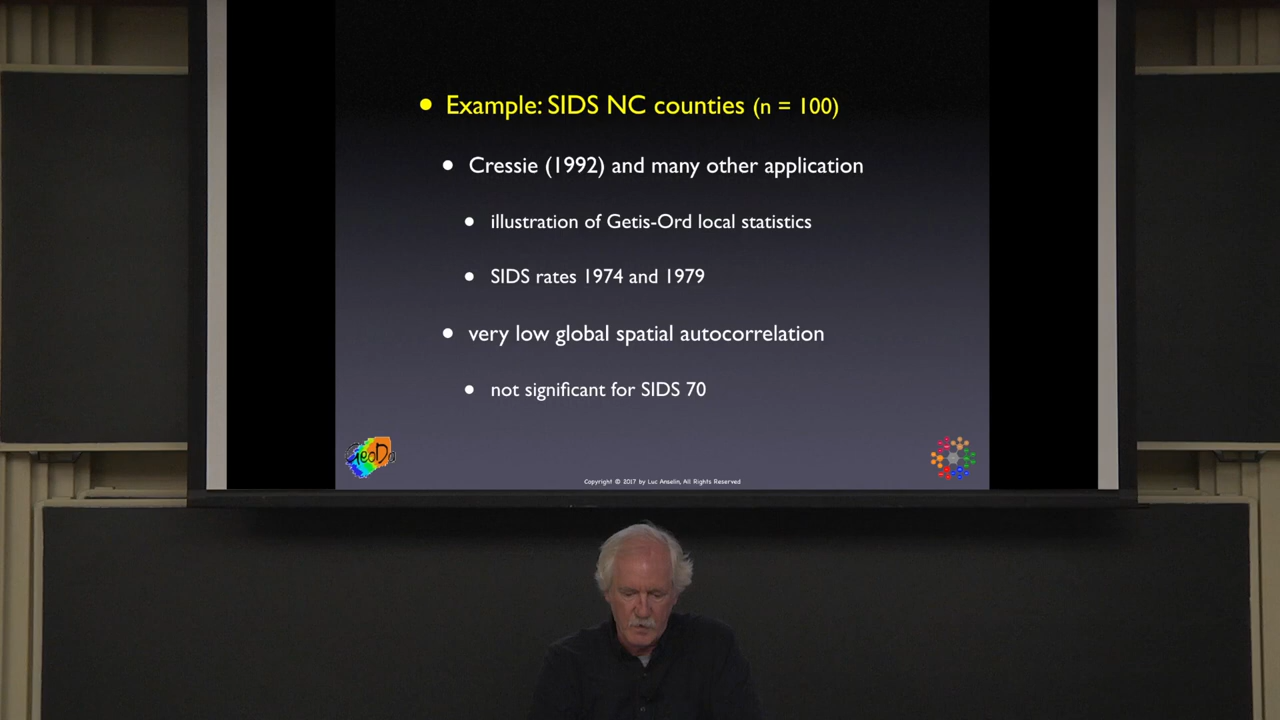 Example: SIDS NC counties (n = 100)
Cressie (1992) and many other application
illustration of Getis-Ord local statistics
SIDS rates 1974 and 1979
very low global spatial autocorrelation
not significant for SIDS 70
GeoDa
Copyright © 2017 by Luc Anselin, All Rights Reserved